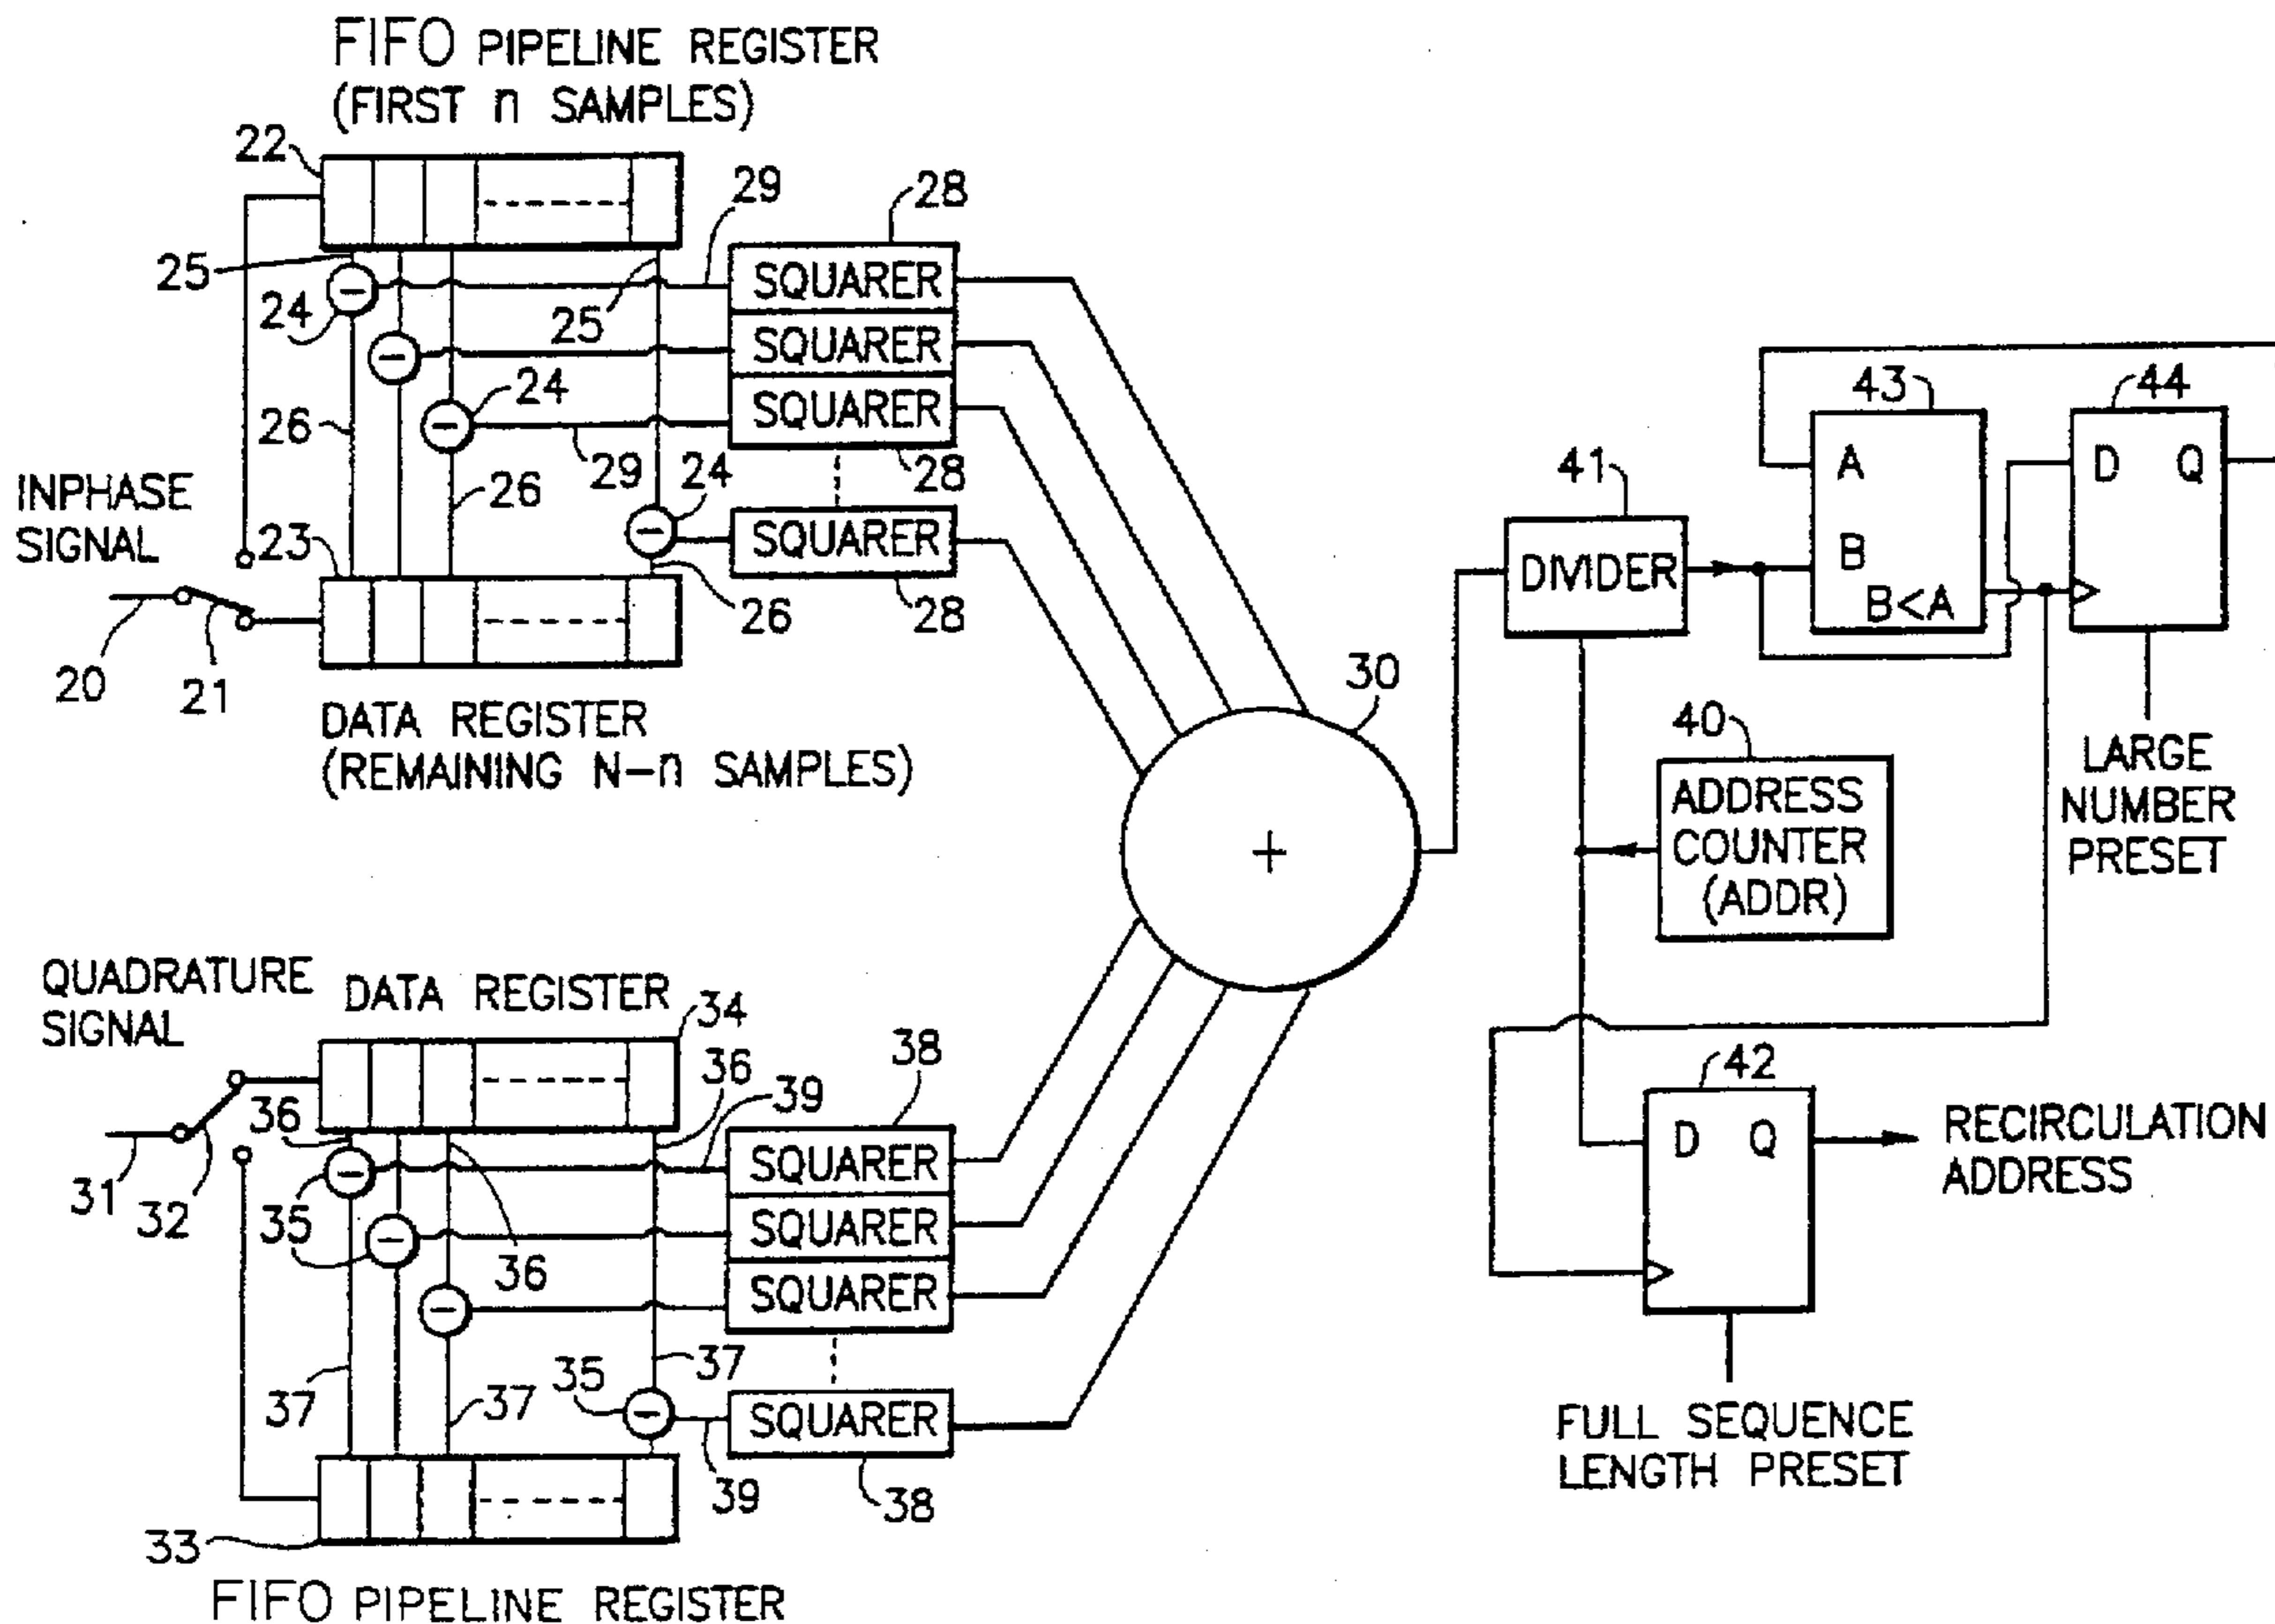 FIFO PIPELINE REGISTER
(FIRST n SAMPLES)
22
29
28
25
24
25
SQUARER
SQUARER
SQUARER
26
24
29
28
26
24
INPHASE
SIGNAL
23
SQUARER
26
28
20
21
DATA REGISTER
(REMAINING N-n SAMPLES)
30
+
41
DIVIDER
43
A
B
B<A
44
D Q
LARGE
NUMBER
PRESET
40
ADDRESS
COUNTER
(ADDR)
QUADRATURE
SIGNAL
DATA REGISTER
34
36
39
38
36
31
32
35
36
SQUARER
SQUARER
SQUARER
37
37
35
37
SQUARER
39
38
33
FIFO PIPELINE REGISTER
42
D Q
RECIRCULATION
ADDRESS
FULL SEQUENCE
LENGTH PRESET